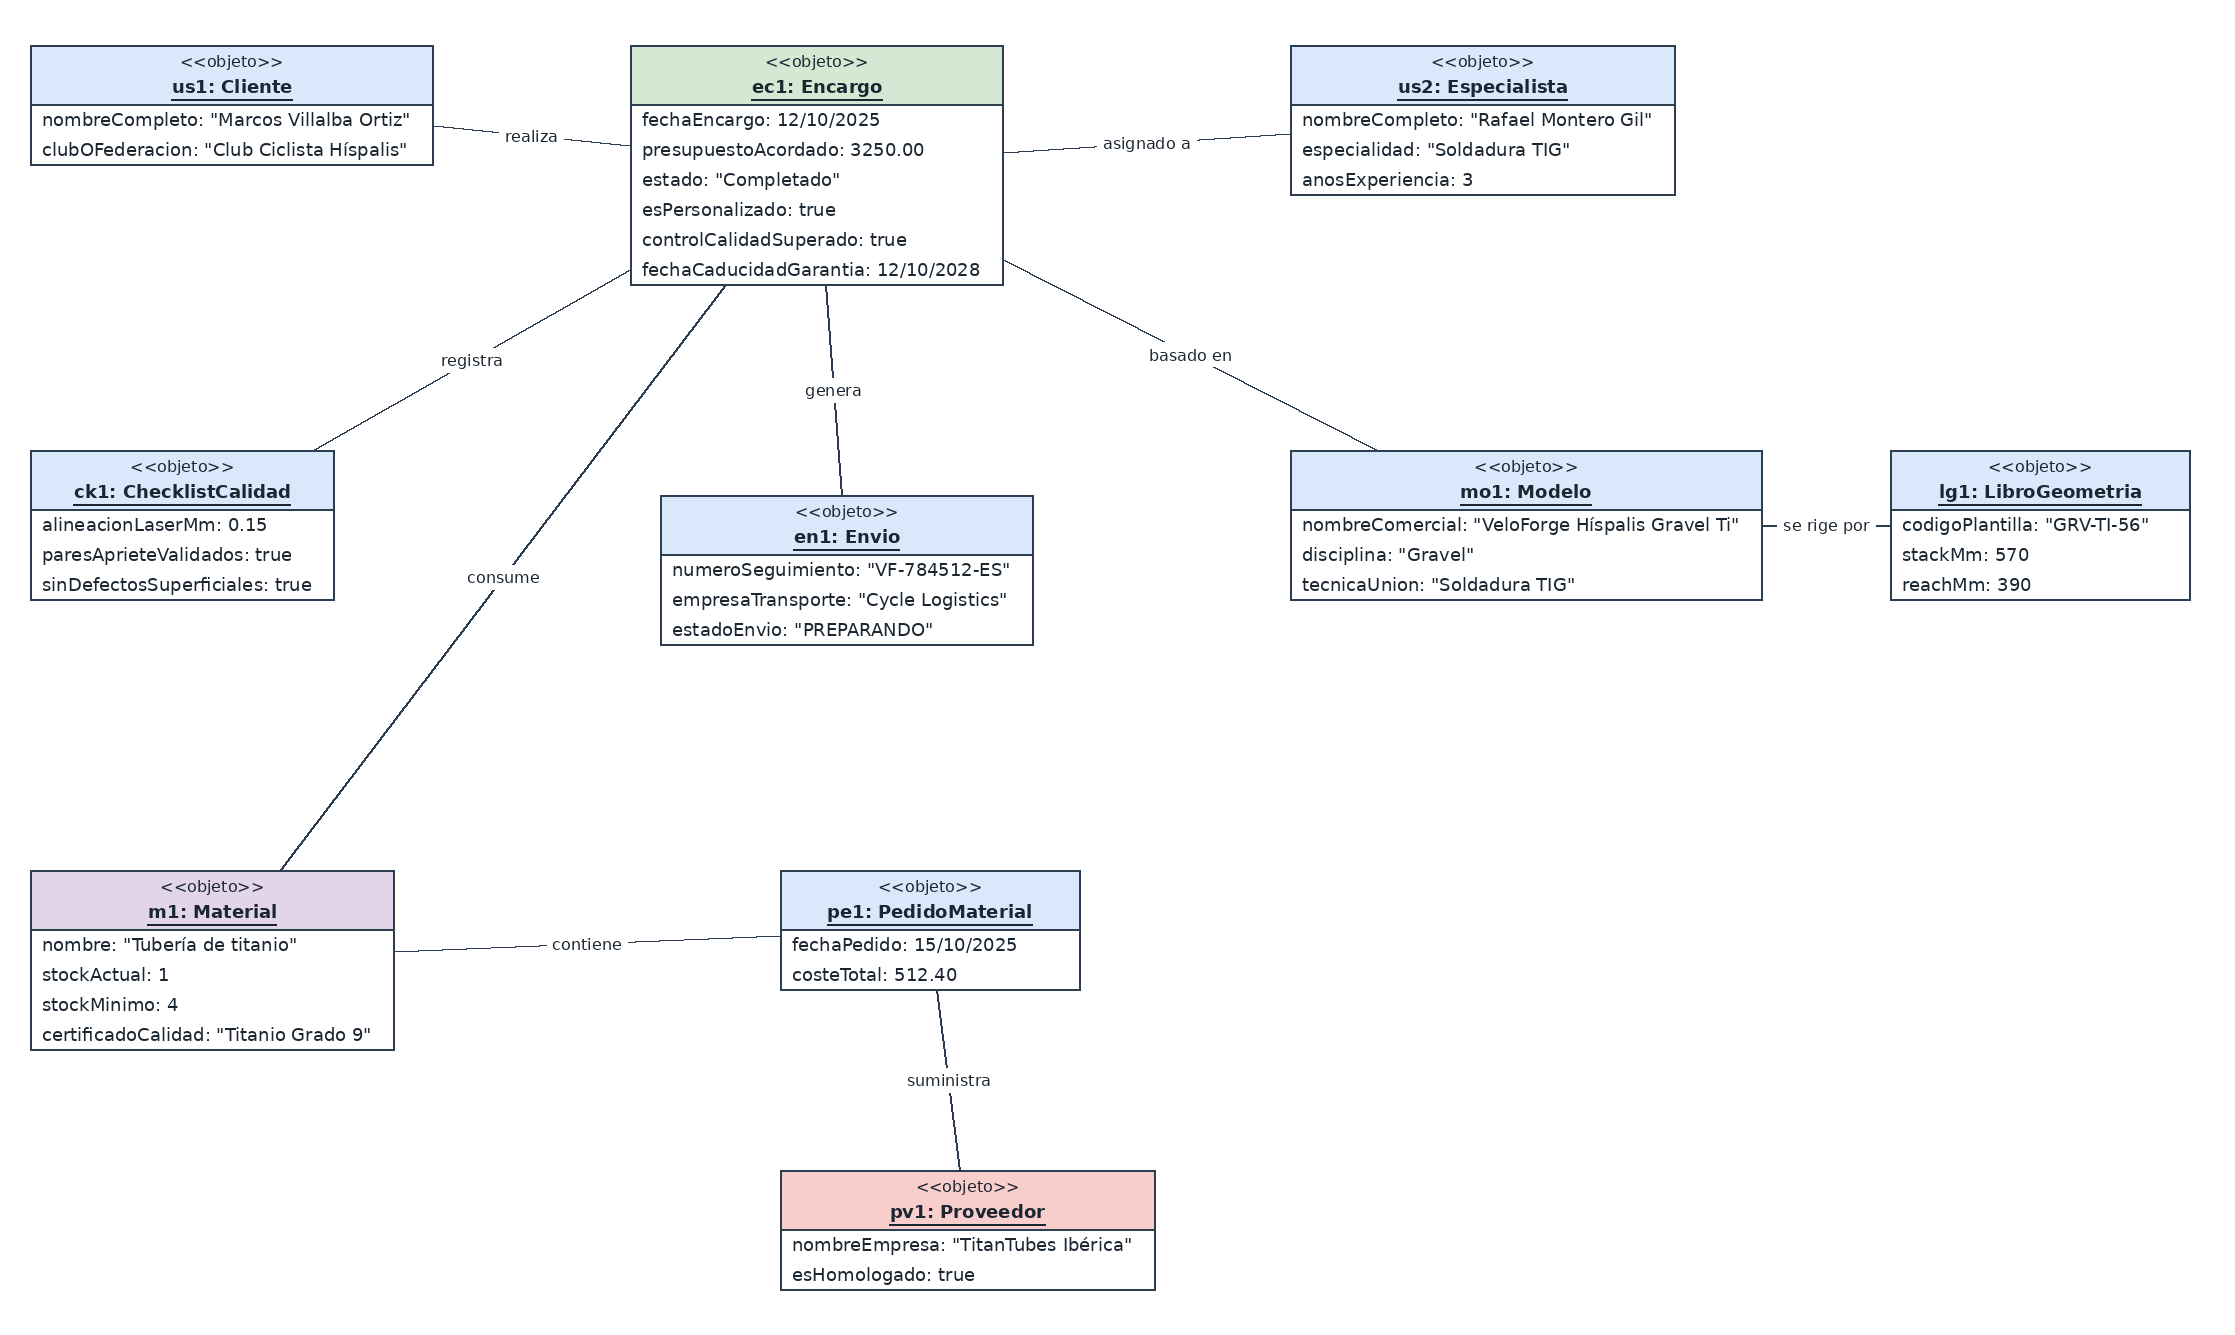 <<objeto>>
us1: Cliente
nombreCompleto: "Marcos Villalba Ortiz"
clubOFederacion: "Club Ciclista Híspalis"
realiza
<<objeto>>
ec1: Encargo
fechaEncargo: 12/10/2025
presupuestoAcordado: 3250.00
estado: "Completado"
esPersonalizado: true
controlCalidadSuperado: true
fechaCaducidadGarantia: 12/10/2028
asignado a
<<objeto>>
us2: Especialista
nombreCompleto: "Rafael Montero Gil"
especialidad: "Soldadura TIG"
anosExperiencia: 3
registra
genera
basado en
<<objeto>>
ck1: ChecklistCalidad
alineacionLaserMm: 0.15
paresAprieteValidados: true
sinDefectosSuperficiales: true
consume
<<objeto>>
en1: Envio
numeroSeguimiento: "VF-784512-ES"
empresaTransporte: "Cycle Logistics"
estadoEnvio: "PREPARANDO"
<<objeto>>
mo1: Modelo
nombreComercial: "VeloForge Híspalis Gravel Ti"
disciplina: "Gravel"
tecnicaUnion: "Soldadura TIG"
se rige por
<<objeto>>
lg1: LibroGeometria
codigoPlantilla: "GRV-TI-56"
stackMm: 570
reachMm: 390
<<objeto>>
m1: Material
nombre: "Tubería de titanio"
stockActual: 1
stockMinimo: 4
certificadoCalidad: "Titanio Grado 9"
contiene
<<objeto>>
pe1: PedidoMaterial
fechaPedido: 15/10/2025
costeTotal: 512.40
suministra
<<objeto>>
pv1: Proveedor
nombreEmpresa: "TitanTubes Ibérica"
esHomologado: true